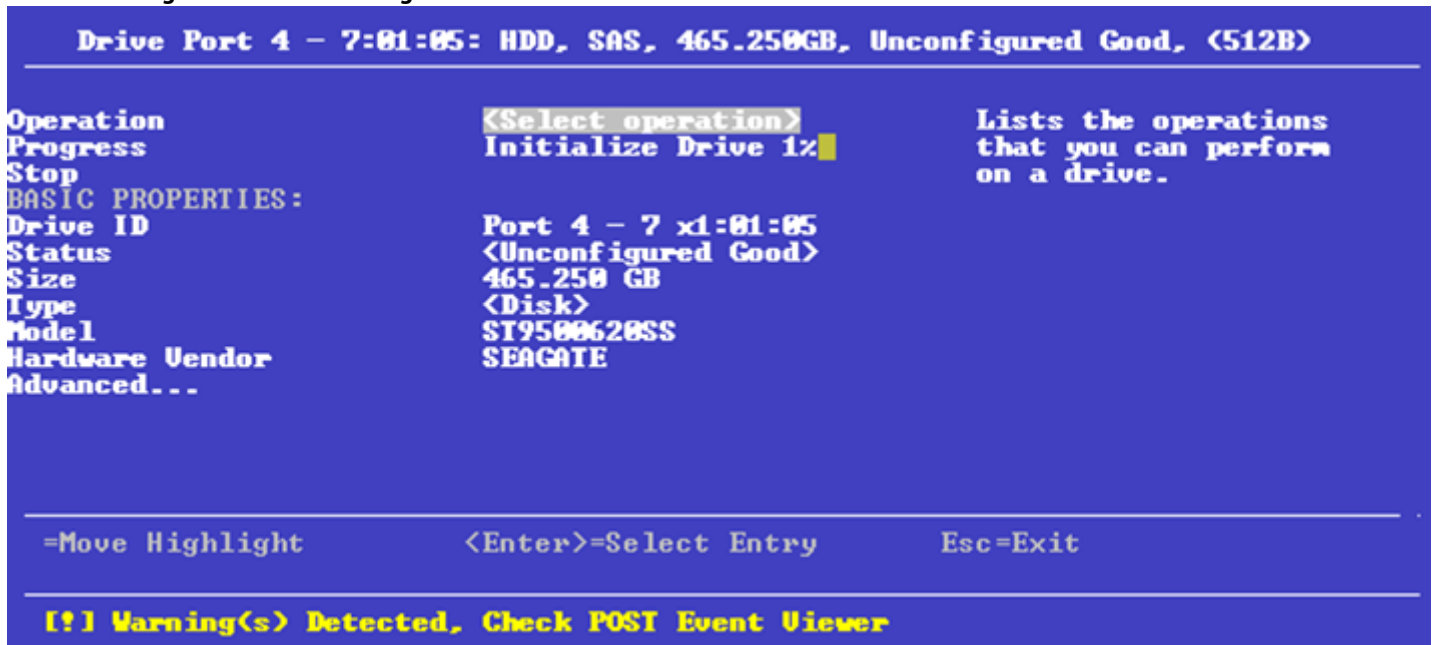 Drive Port 4 – 7:01:05: HDD, SAS, 465.250GB, Unconfigured Good, (512B)
Operation <Select operation> Lists the operations
Progress Initialize Drive 1% that you can perform
Stop on a drive.
BASIC PROPERTIES:
Drive ID Port 4 – 7 x1:01:05
Status <Unconfigured Good>
Size 465.250 GB
Type <Disk>
Model ST9500620SS
Hardware Vendor SEAGATE
Advanced...
=Move Highlight <Enter>=Select Entry Esc=Exit
[!] Warning(s) Detected, Check POST Event Viewer